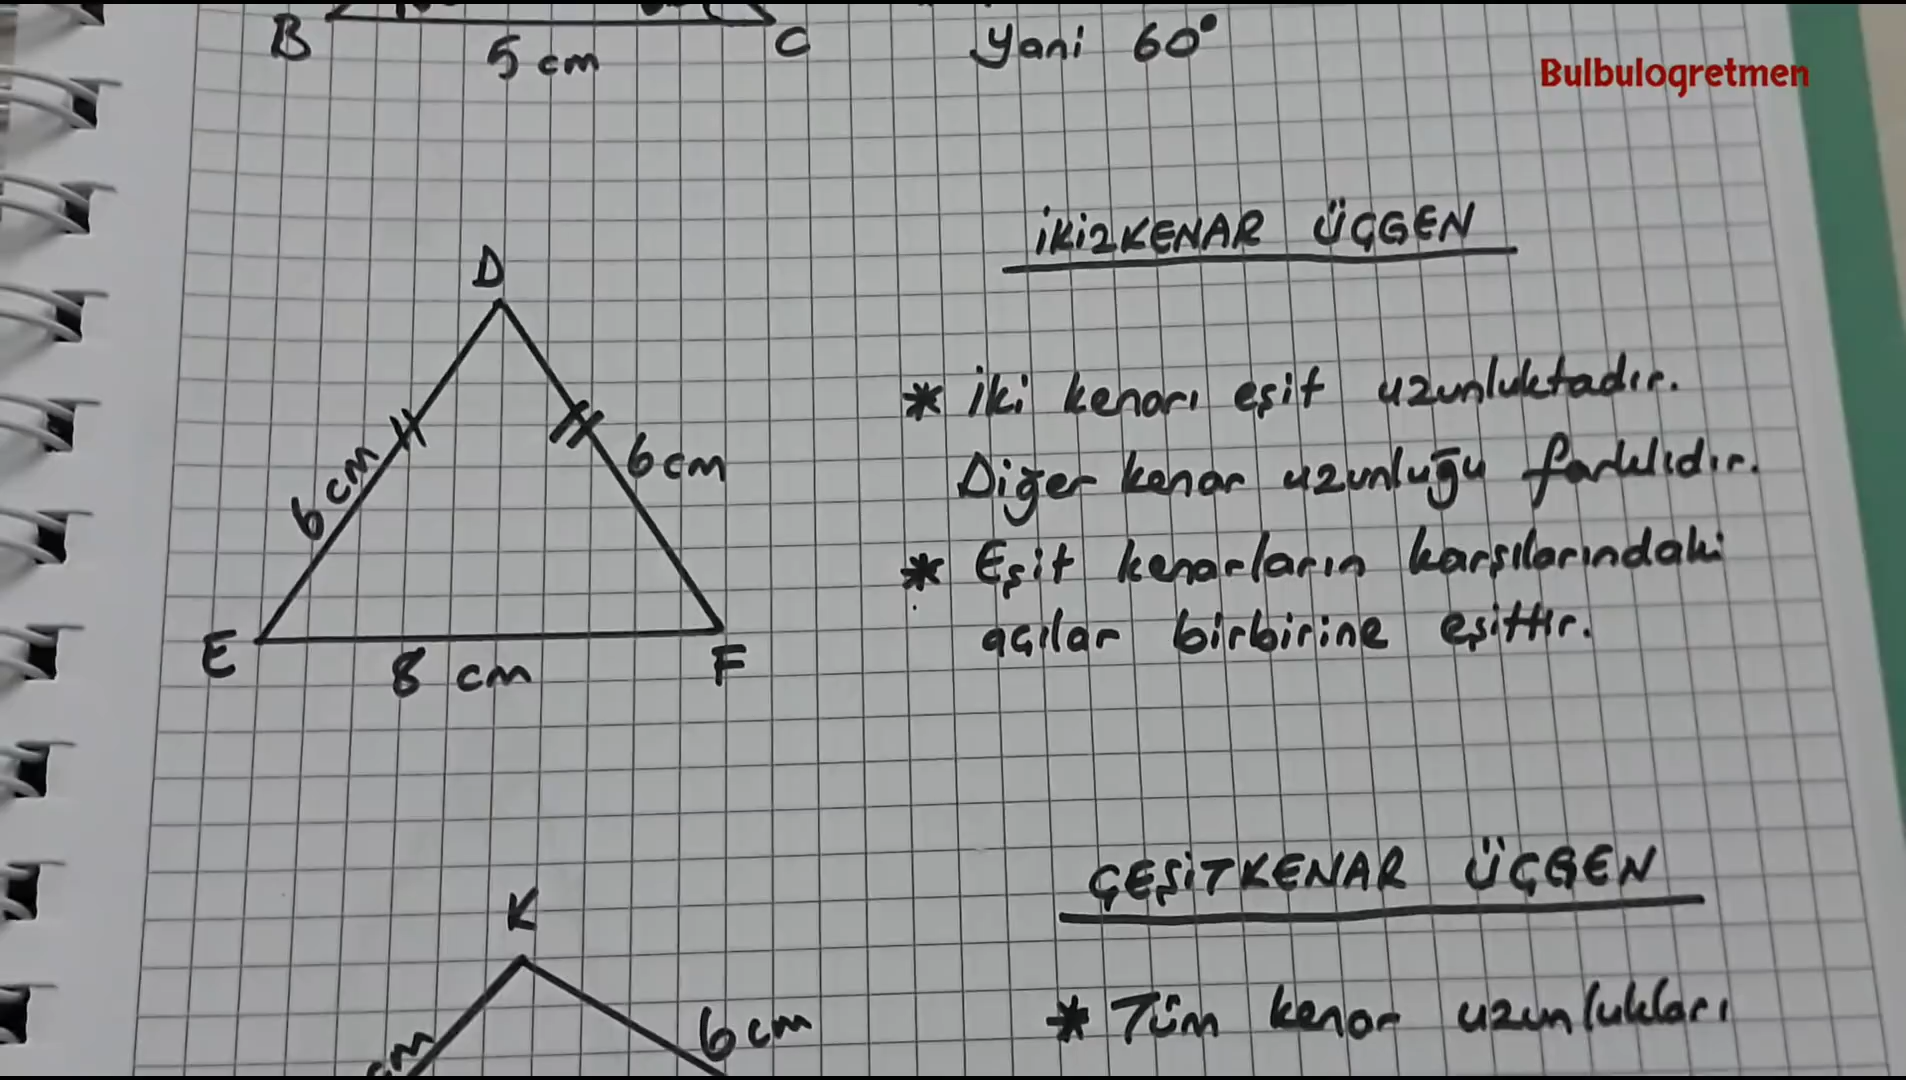 B
5 cm
C
Yani 60°
Bulbulogretmen
İKİZKENAR ÜÇGEN
D
6 cm
6 cm
E
8 cm
F
* İki kenarı eşit uzunluktadır.
Diğer kenar uzunluğu farklıdır.
* Eşit kenarların karşılarındaki
açılar birbirine eşittir.
ÇEŞİTKENAR ÜÇGEN
K
6 cm
* Tüm kenar uzunlukları